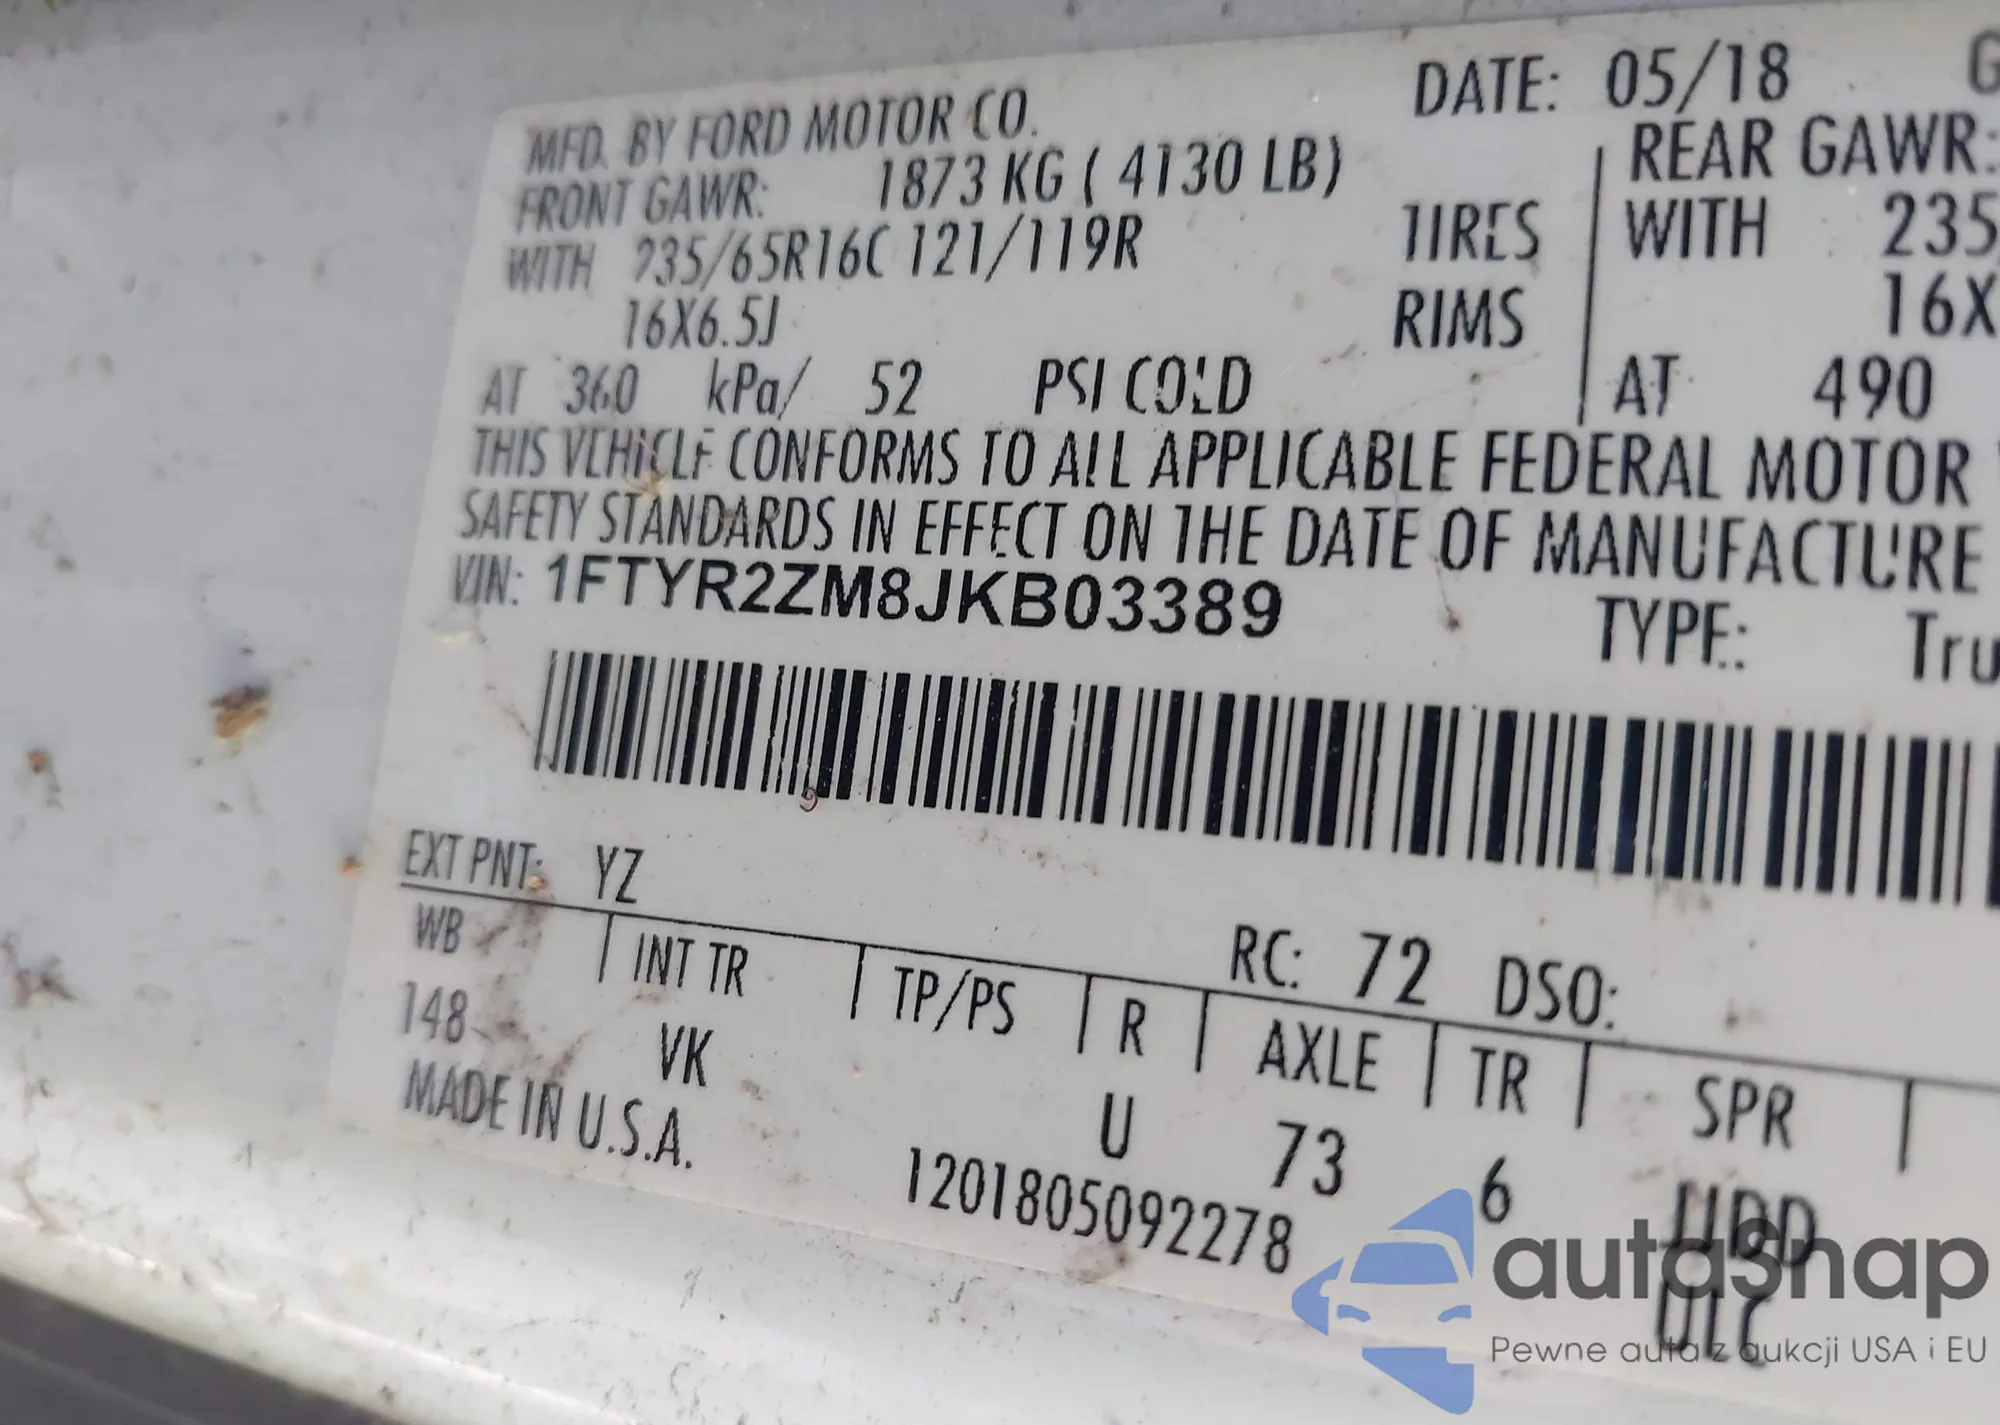 MFD. BY FORD MOTOR CO.
DATE: 05/18 G
FRONT GAWR: 1873 KG ( 4130 LB)
REAR GAWR:
WITH 235/65R16C 121/119R TIRES
WITH 235
16X6.5J RIMS
16X
AT 360 kPa/ 52 PSI COLD
AT 490
THIS VEHICLE CONFORMS TO ALL APPLICABLE FEDERAL MOTOR
SAFETY STANDARDS IN EFFECT ON THE DATE OF MANUFACTURE
VIN: 1FTYR2ZM8JKB03389
TYPE: Tru
EXT PNT: YZ
RC: 72 DSO:
WB INT TR TP/PS R AXLE TR SPR
148 VK U 73 6
MADE IN U.S.A.
1201805092278
autasnap
Pewne auta z aukcji USA i EU